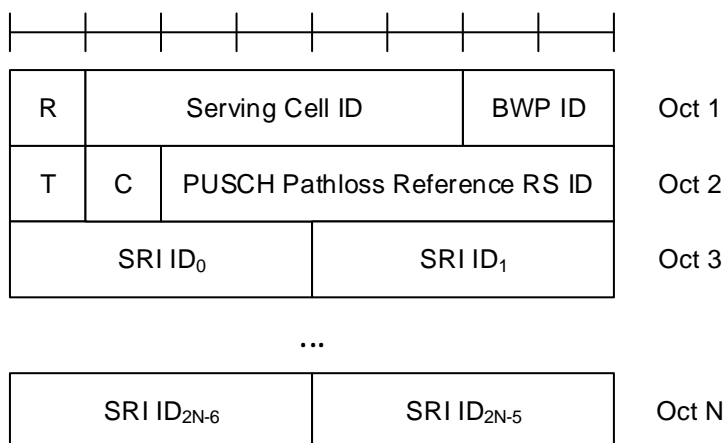 R Serving Cell ID BWP ID Oct 1
T C PUSCH Pathloss Reference RS ID Oct 2
SRI ID₀ SRI ID₁ Oct 3
...
SRI ID₂N₋₆ SRI ID₂N₋₅ Oct N